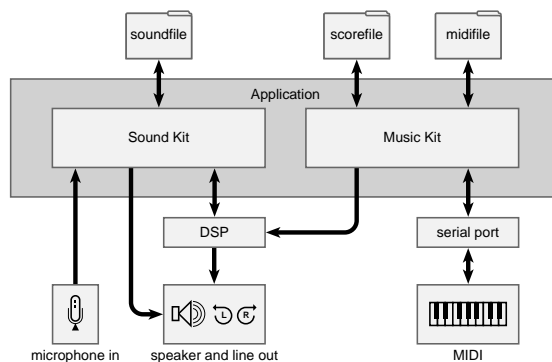 soundfile
scorefile
midifile
Application
Sound Kit
Music Kit
DSP
serial port
L
R
microphone in
speaker and line out
MIDI